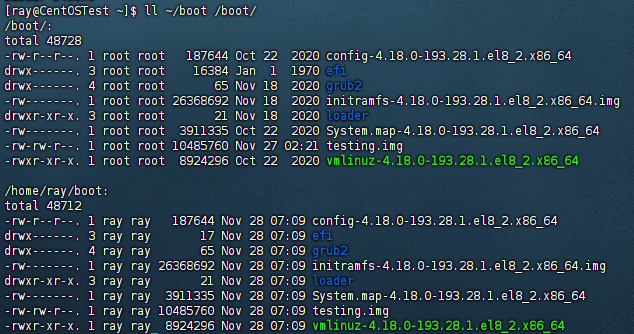 [ray@CentOSTest ~]$ ll ~/boot /boot/
/boot/:
total 48728
-rw-r--r--. 1 root root   187644 Oct 22  2020 config-4.18.0-193.28.1.el8_2.x86_64
drwx------. 3 root root    16384 Jan  1  1970 efi
drwx------. 4 root root       65 Nov 18  2020 grub2
-rw-------. 1 root root 26368692 Nov 18  2020 initramfs-4.18.0-193.28.1.el8_2.x86_64.img
drwxr-xr-x. 3 root root       21 Nov 18  2020 loader
-rw-------. 1 root root  3911335 Oct 22  2020 System.map-4.18.0-193.28.1.el8_2.x86_64
-rw-rw-r--. 1 root root 10485760 Nov 27 02:21 testing.img
-rwxr-xr-x. 1 root root  8924296 Oct 22  2020 vmlinuz-4.18.0-193.28.1.el8_2.x86_64

/home/ray/boot:
total 48712
-rw-r--r--. 1 ray ray   187644 Nov 28 07:09 config-4.18.0-193.28.1.el8_2.x86_64
drwx------. 3 ray ray       17 Nov 28 07:09 efi
drwx------. 4 ray ray       65 Nov 28 07:09 grub2
-rw-------. 1 ray ray 26368692 Nov 28 07:09 initramfs-4.18.0-193.28.1.el8_2.x86_64.img
drwxr-xr-x. 3 ray ray       21 Nov 28 07:09 loader
-rw-------. 1 ray ray  3911335 Nov 28 07:09 System.map-4.18.0-193.28.1.el8_2.x86_64
-rw-rw-r--. 1 ray ray 10485760 Nov 28 07:09 testing.img
-rwxr-xr-x. 1 ray ray  8924296 Nov 28 07:09 vmlinuz-4.18.0-193.28.1.el8_2.x86_64